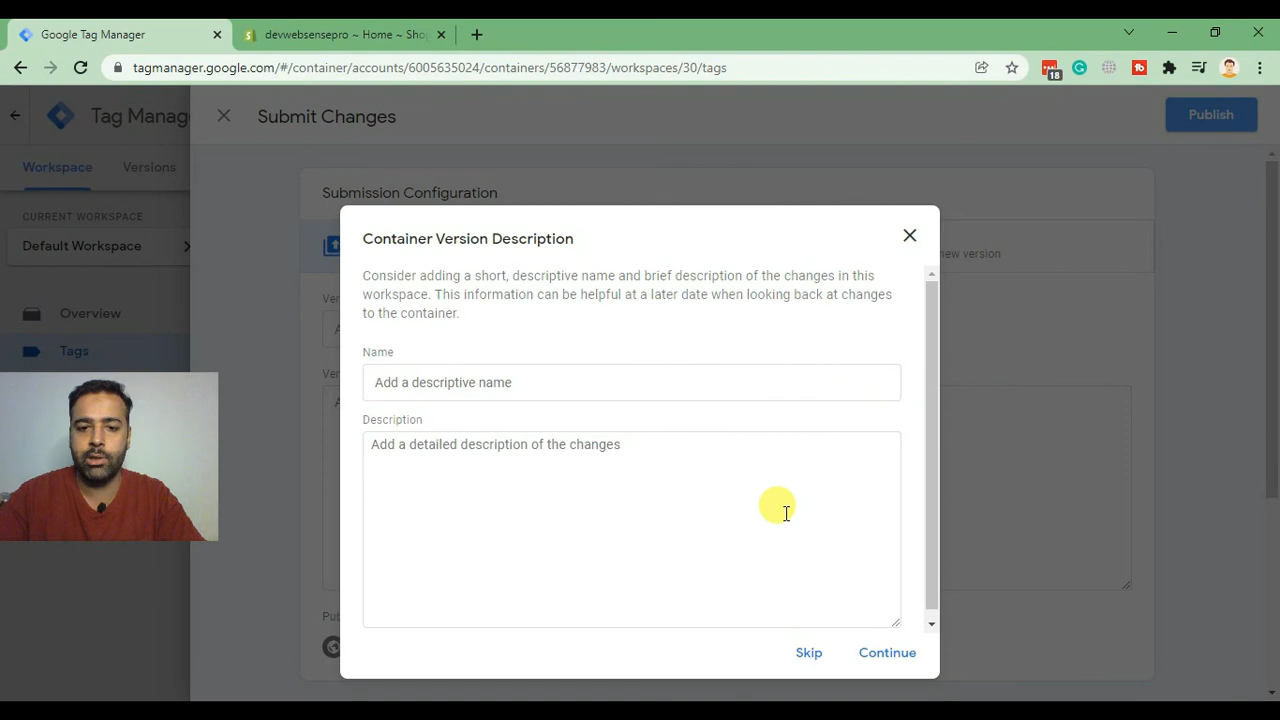 Google Tag Manager
devwebsensepro ~ Home ~ Sho
tagmanager.google.com/#/container/accounts/6005635024/containers/56877983/workspaces/30/tags
18
Tag Manag
Submit Changes
Publish
Workspace
Versions
Submission Configuration
CURRENT WORKSPACE
Default Workspace
new version
Container Version Description
Consider adding a short, descriptive name and brief description of the changes in this
workspace. This information can be helpful at a later date when looking back at changes
to the container.
Overview
Ver
Name
Add a descriptive name
Tags
Ver
Description
Add a detailed description of the changes
Pu
Skip
Continue